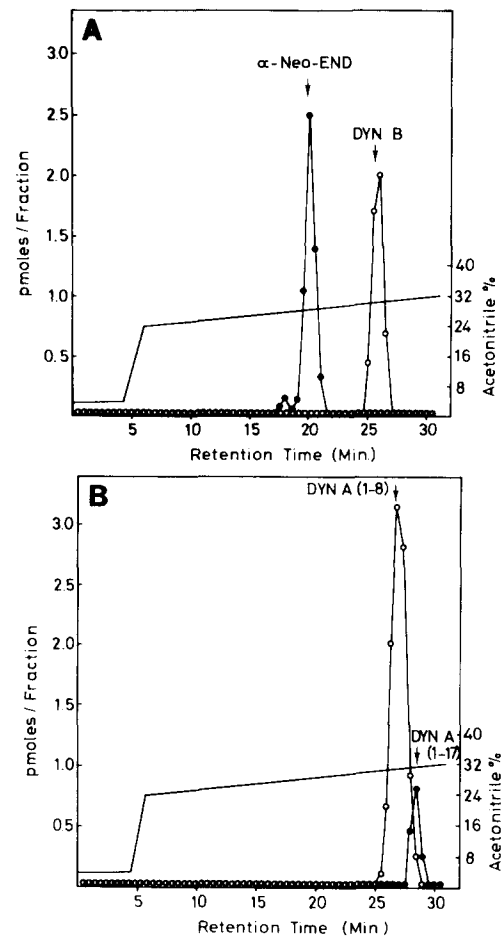 A
α-Neo-END
DYN B
pmoles / Fraction
3.0
2.5
2.0
1.5
1.0
0.5
40
32
24
16
8
Acetonitrile %
5
10
15
20
25
30
Retention Time (Min.)
B
DYN A (1-8)
DYN A
(1-17)
pmoles / Fraction
3.0
2.5
2.0
1.5
1.0
0.5
40
32
24
16
8
Acetonitrile %
5
10
15
20
25
30
Retention Time (Min)